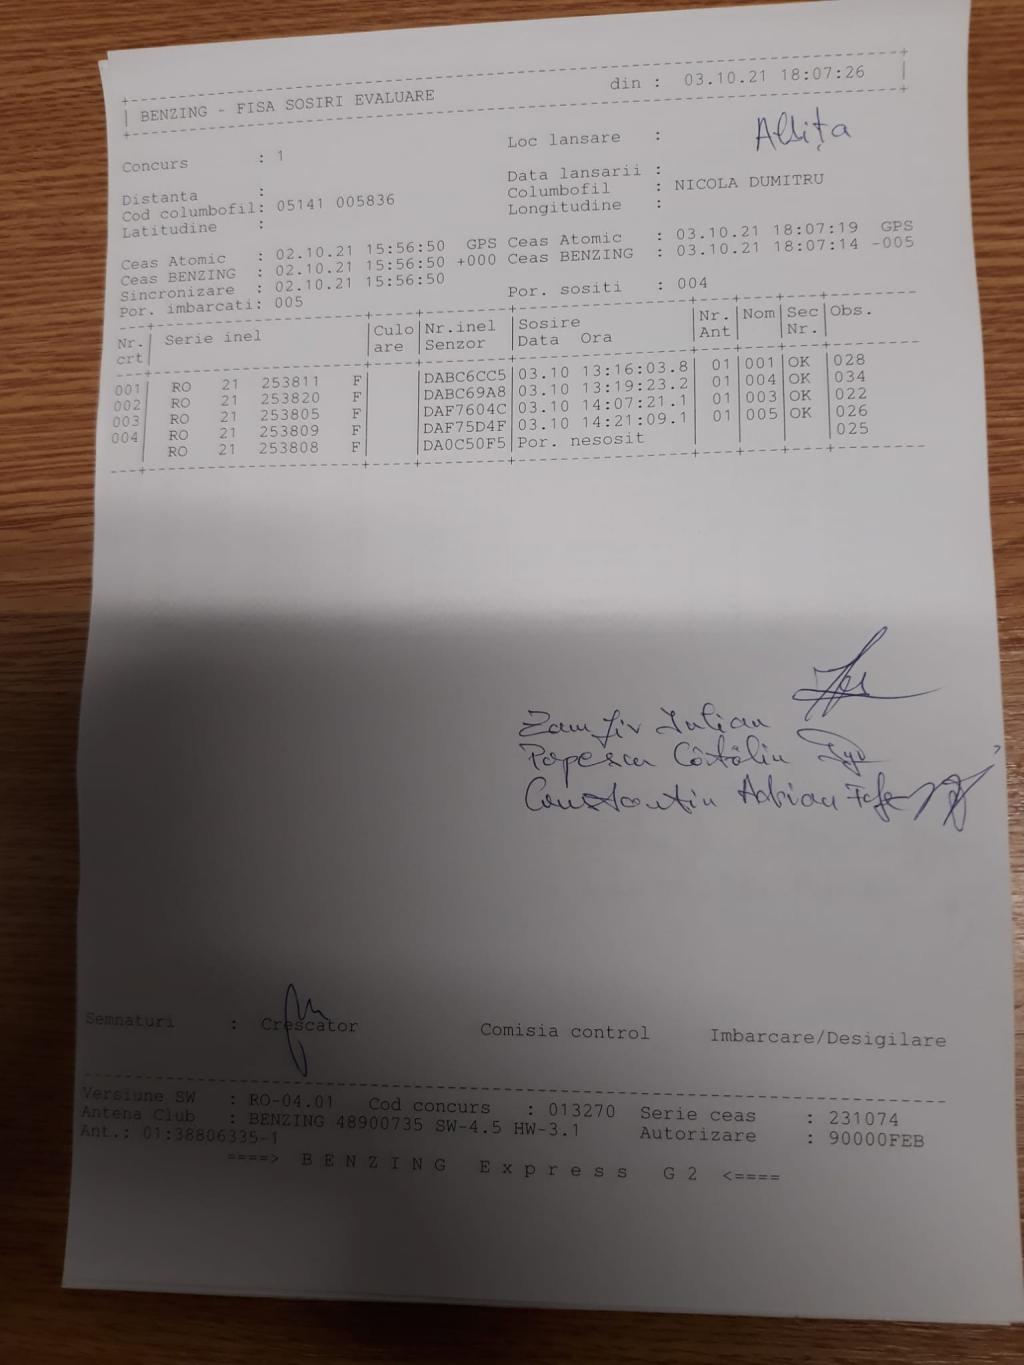 BENZING - FISA SOSIRI EVALUARE din : 03.10.21 18:07:26
Concurs : 1 Loc lansare :
Distanta : Data lansarii :
Cod columbofil: 05141 005836 Columbofil : NICOLA DUMITRU
Latitudine : Longitudine :
Ceas Atomic : 02.10.21 15:56:50 GPS Ceas Atomic : 03.10.21 18:07:19 GPS
Ceas BENZING : 02.10.21 15:56:50 +000 Ceas BENZING : 03.10.21 18:07:14 -005
Sincronizare : 02.10.21 15:56:50
Por. imbarcati: 005 Por. sositi : 004
Nr. Serie inel Culo Nr.inel Sosire Nr. Nom Sec Obs.
crt are Senzor Data Ora Ant Nr.
001 RO 21 253811 F DABC6CC5 03.10 13:16:03.8 01 001 OK 028
002 RO 21 253820 F DABC69A8 03.10 13:19:23.2 01 004 OK 034
003 RO 21 253805 F DAF7604C 03.10 14:07:21.1 01 003 OK 022
004 RO 21 253809 F DAF75D4F 03.10 14:21:09.1 01 005 OK 026
RO 21 253808 F DA0C50F5 Por. nesosit 025
Zamfir Iulian
Popescu Cătălin
Constantin Adrian
Semnaturi : Crescator Comisia control Imbarcare/Desigilare
Versiune SW : RO-04.01 Cod concurs : 013270 Serie ceas : 231074
Antena Club : BENZING 48900735 SW-4.5 HW-3.1 Autorizare : 90000FEB
Ant.: 01:38806335-1
====> B E N Z I N G E x p r e s s G 2 <====